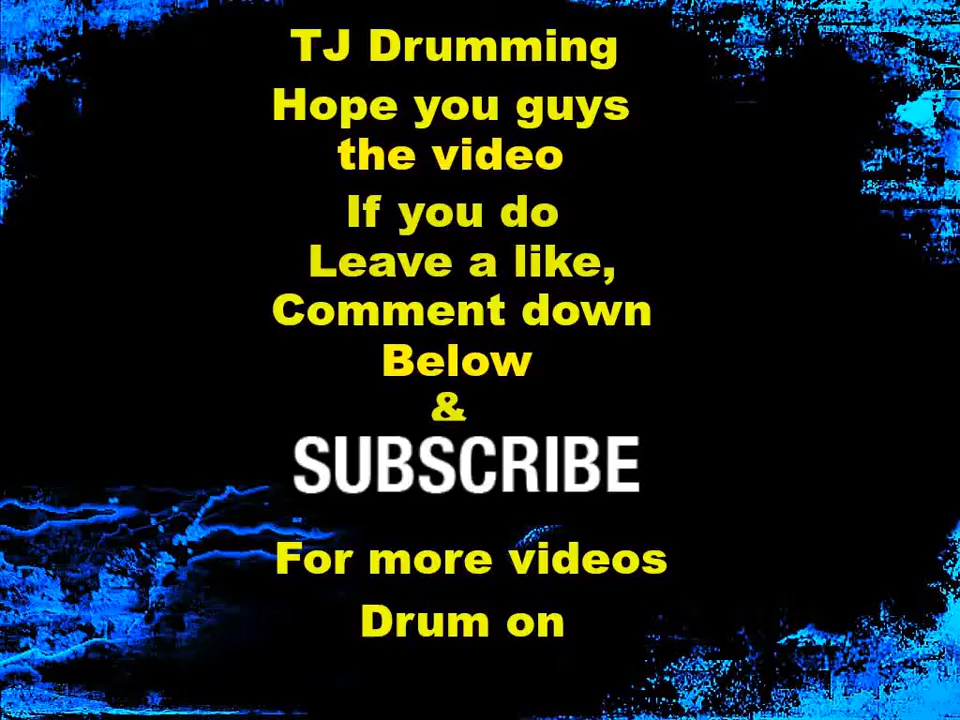 TJ Drumming
Hope you guys
the video
If you do
Leave a like,
Comment down
Below
&
SUBSCRIBE
For more videos
Drum on